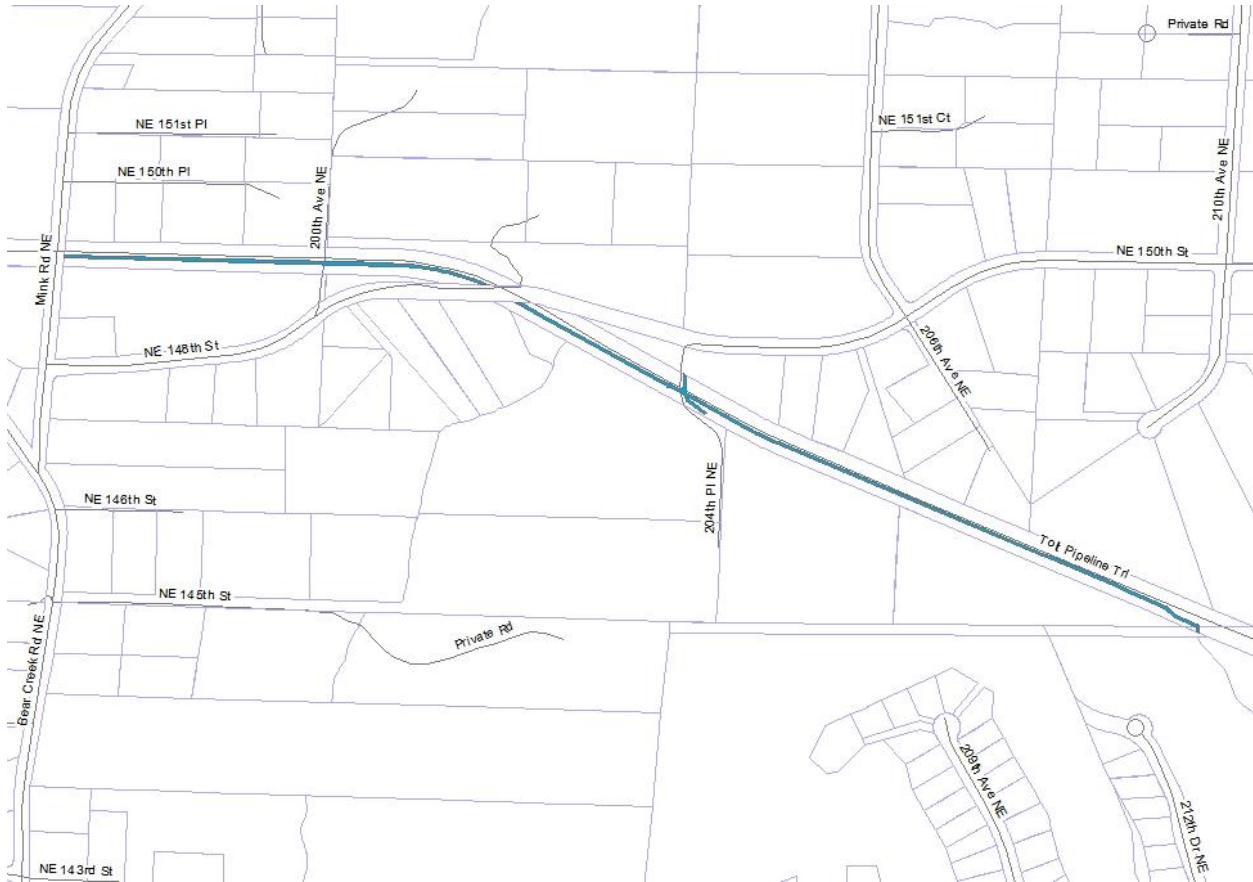 Private Rd
NE 151st Pl
NE 151st Ct
NE 150th Pl
200th Ave NE
210th Ave NE
Mink Rd NE
NE 150st St
NE 148th St
206th Ave NE
NE 146th St
204th Pl NE
Tolt Pipeline Trl
NE 145th St
Private Rd
Bear Creek Rd NE
209th Ave NE
212th Dr NE
NE 143rd St